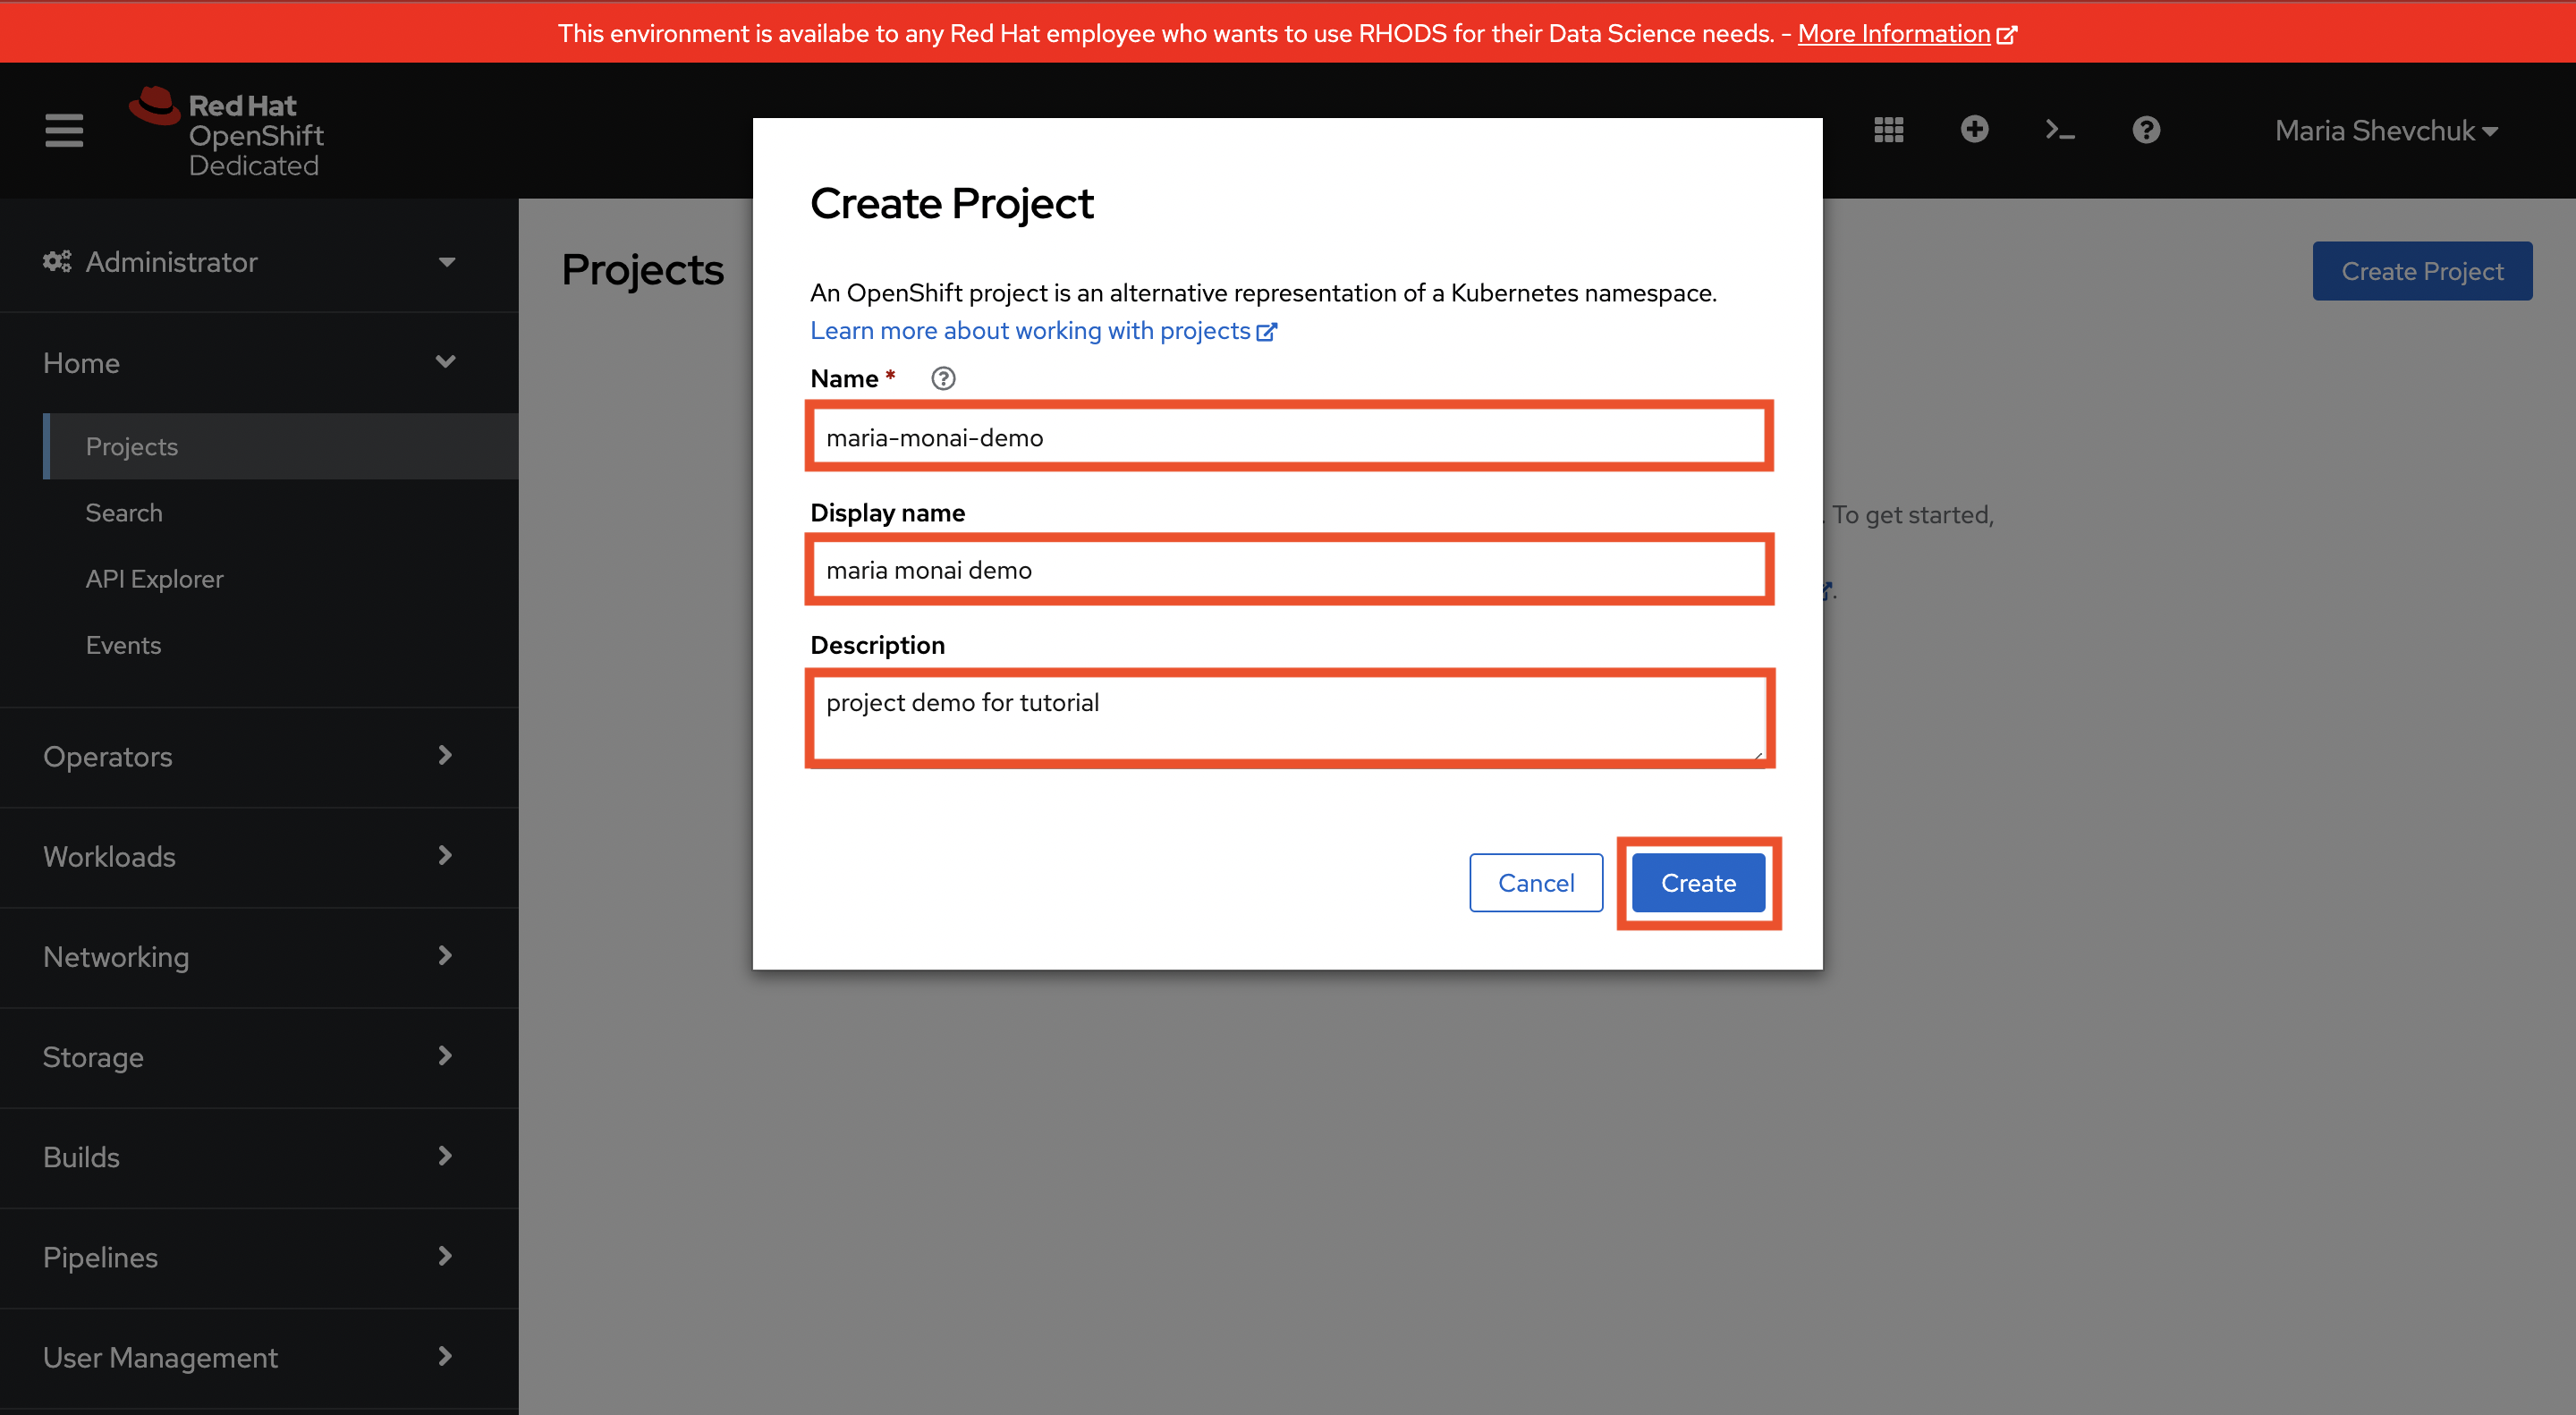 This environment is availabe to any Red Hat employee who wants to use RHODS for their Data Science needs. - More Information
Red Hat
OpenShift
Dedicated
Maria Shevchuk
Administrator
Home
Projects
Search
API Explorer
Events
Operators
Workloads
Networking
Storage
Builds
Pipelines
User Management
Projects
Create Project
. To get started,
.
Create Project
An OpenShift project is an alternative representation of a Kubernetes namespace.
Learn more about working with projects
Name *
maria-monai-demo
Display name
maria monai demo
Description
project demo for tutorial
Cancel
Create